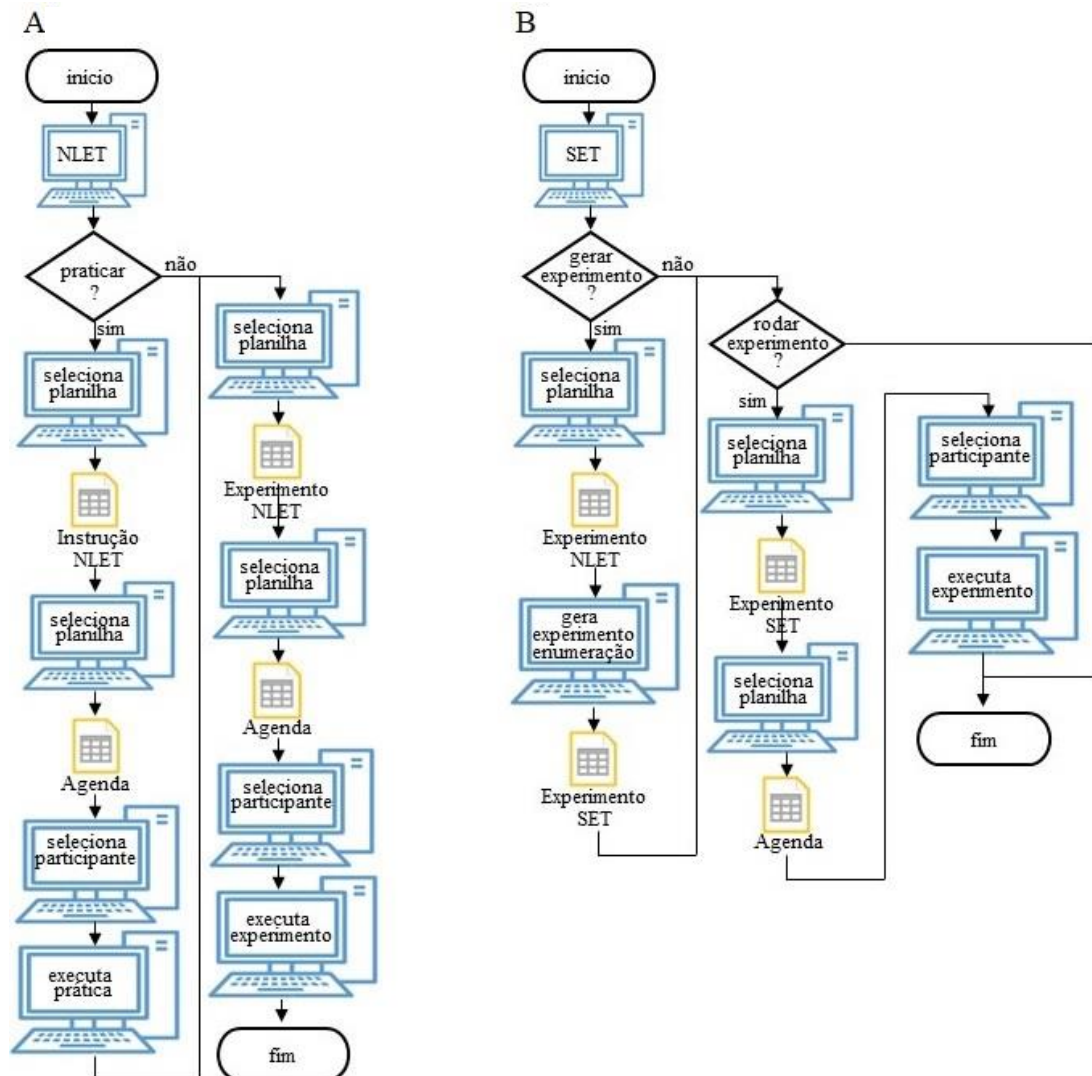 A
início
NLET
praticar
?
não
sim
seleciona
planilha
Instrução
NLET
seleciona
planilha
Agenda
seleciona
participante
executa
prática
seleciona
planilha
Experimento
NLET
seleciona
planilha
Agenda
seleciona
participante
executa
experimento
fim
B
início
SET
gerar
experimento
?
não
sim
seleciona
planilha
Experimento
NLET
gera
experimento
enumeração
Experimento
SET
rodar
experimento
?
sim
seleciona
planilha
Experimento
SET
seleciona
planilha
Agenda
seleciona
participante
executa
experimento
fim